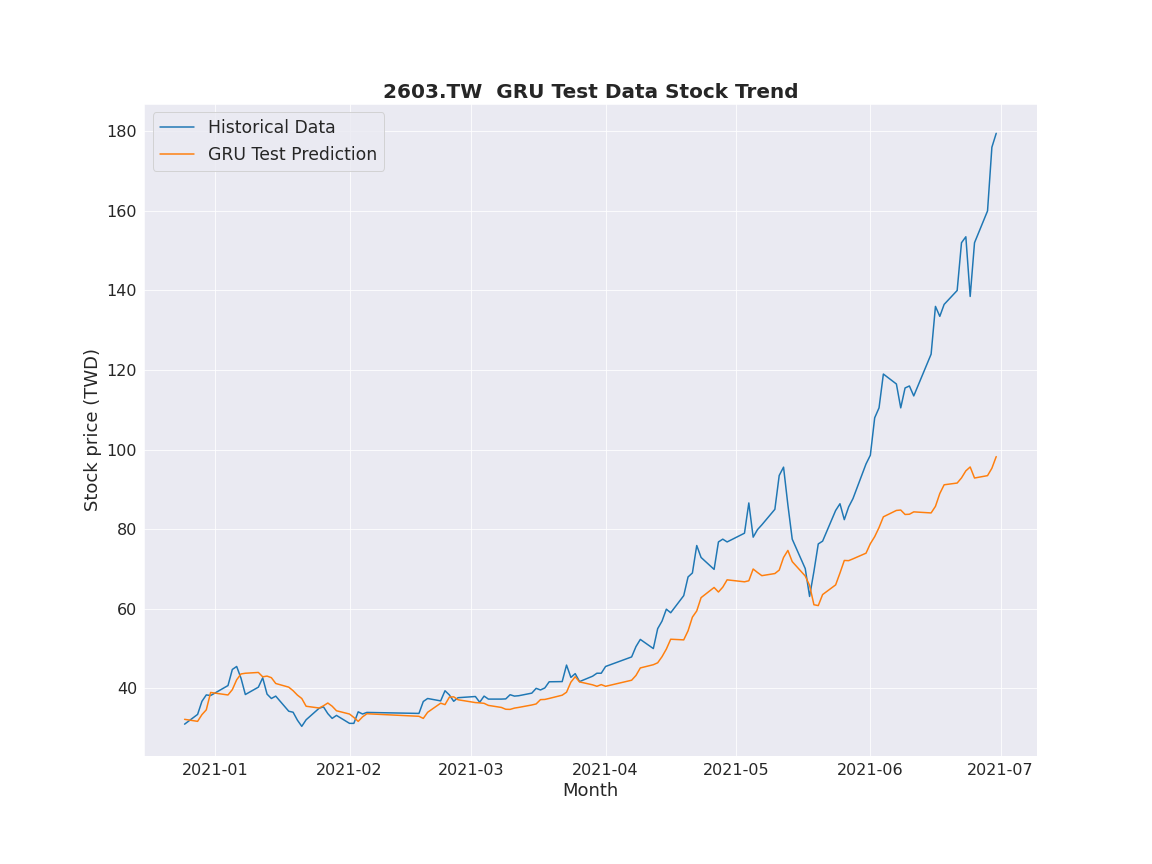 2603.TW  GRU Test Data Stock Trend
Historical Data
GRU Test Prediction
Stock price (TWD)
180
160
140
120
100
80
60
40
2021-01 2021-02 2021-03 2021-04 2021-05 2021-06 2021-07
Month